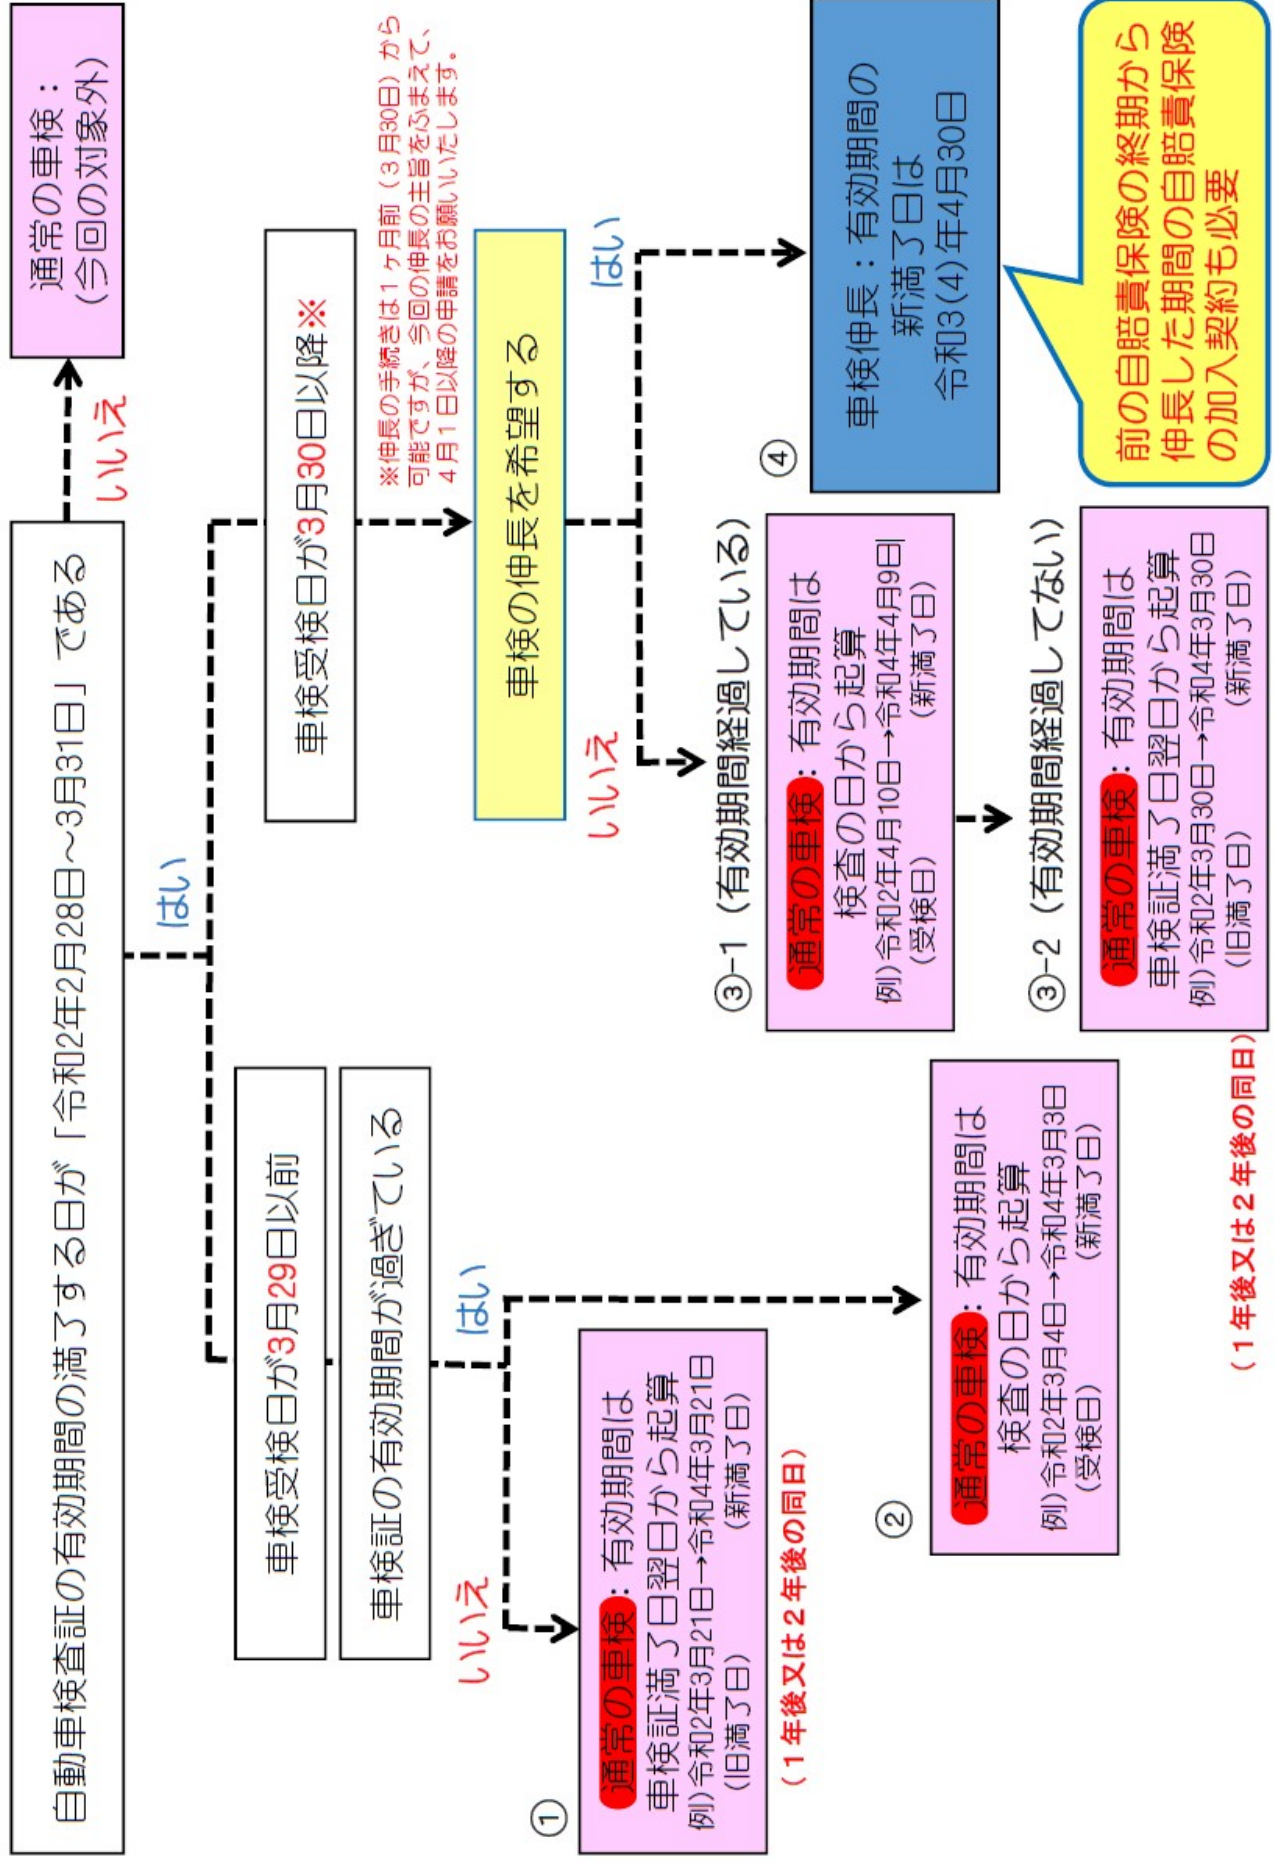 自動車検査証の有効期間の満了する日が「令和2年2月28日～3月31日」である
いいえ
通常の車検：
(今回の対象外)
はい
車検受検日が3月29日以前
車検証の有効期間が過ぎている
いいえ
はい
①
通常の車検：有効期間は
車検証満了日翌日から起算
例)令和2年3月21日→令和4年3月21日
(旧満了日)
(新満了日)
(1年後又は2年後の同日)
②
通常の車検：有効期間は
検査の日から起算
例)令和2年3月4日→令和4年3月3日
(受検日)
(新満了日)
車検受検日が3月30日以降※
※伸長の手続きは1ヶ月前（3月30日）から
可能ですが、今回の伸長の主旨をふまえて、
4月1日以降の申請をお願いいたします。
車検の伸長を希望する
いいえ
はい
③-1（有効期間経過している）
通常の車検：有効期間は
検査の日から起算
例)令和2年4月10日→令和4年4月9日
(受検日)
(新満了日)
③-2（有効期間経過してない）
通常の車検：有効期間は
車検証満了日翌日から起算
例)令和2年3月30日→令和4年3月30日
(旧満了日)
(新満了日)
(1年後又は2年後の同日)
④
車検伸長：有効期間の
新満了日は
令和3(4)年4月30日
前の自賠責保険の終期から
伸長した期間の自賠責保険
の加入契約も必要